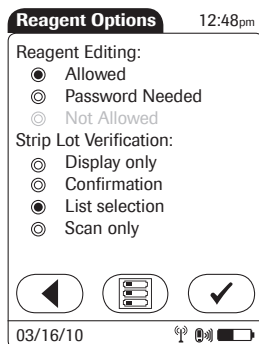 Reagent Options 12:48pm
Reagent Editing:
Allowed
Password Needed
Not Allowed
Strip Lot Verification:
Display only
Confirmation
List selection
Scan only
03/16/10